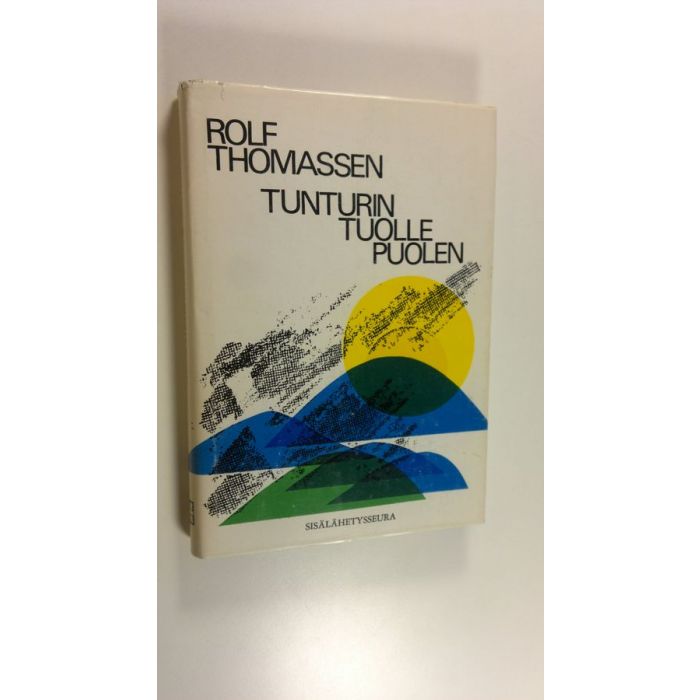 ROLF
THOMASSEN
TUNTURIN
TUOLLE
PUOLEN
SISÄLÄHETYSSEURA